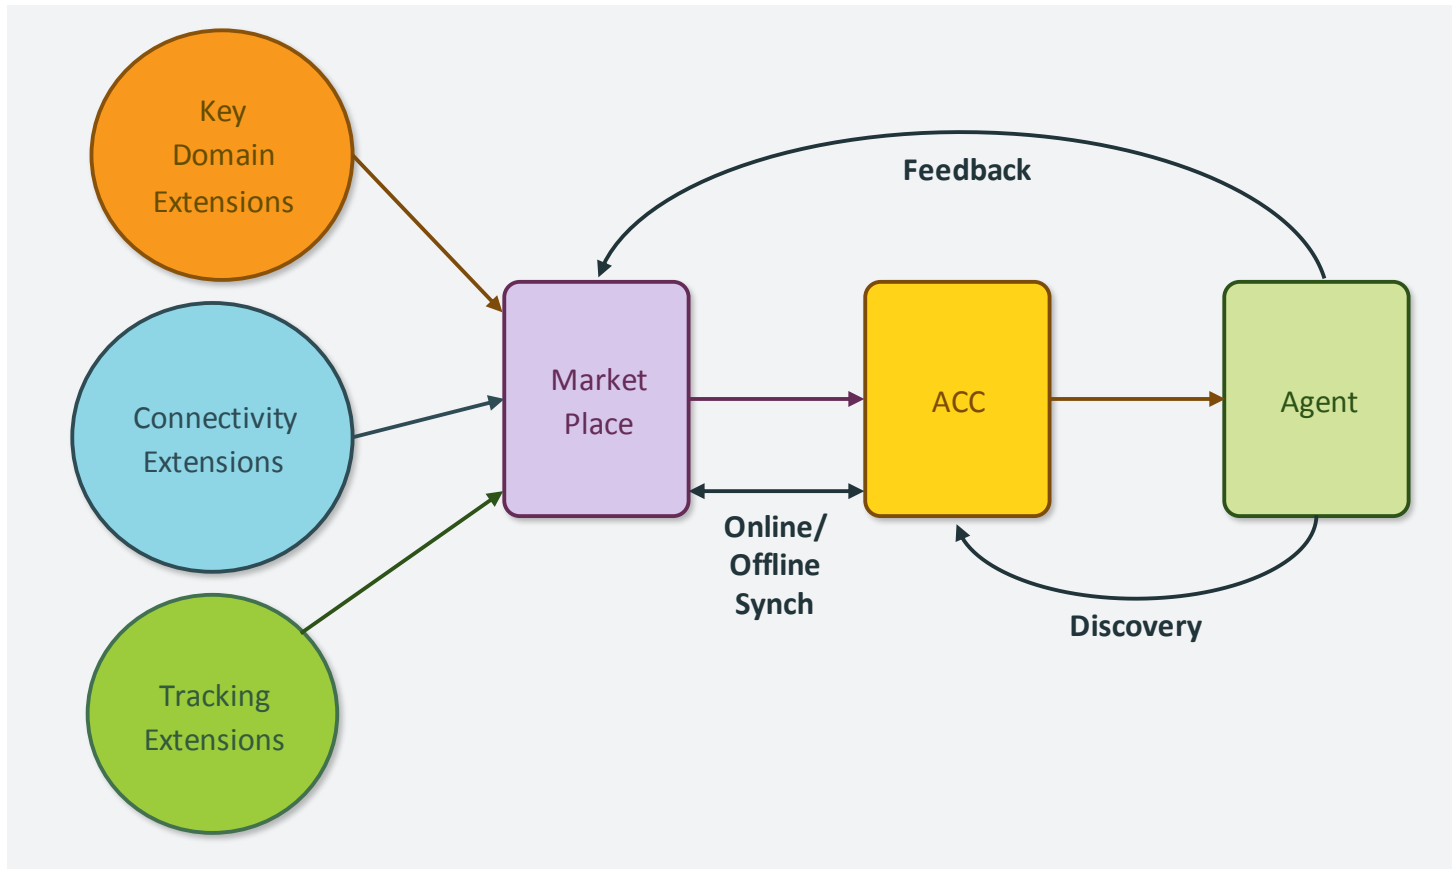 Key
Domain
Extensions
Feedback
Connectivity
Extensions
Market
Place
ACC
Agent
Online/
Offline
Synch
Discovery
Tracking
Extensions